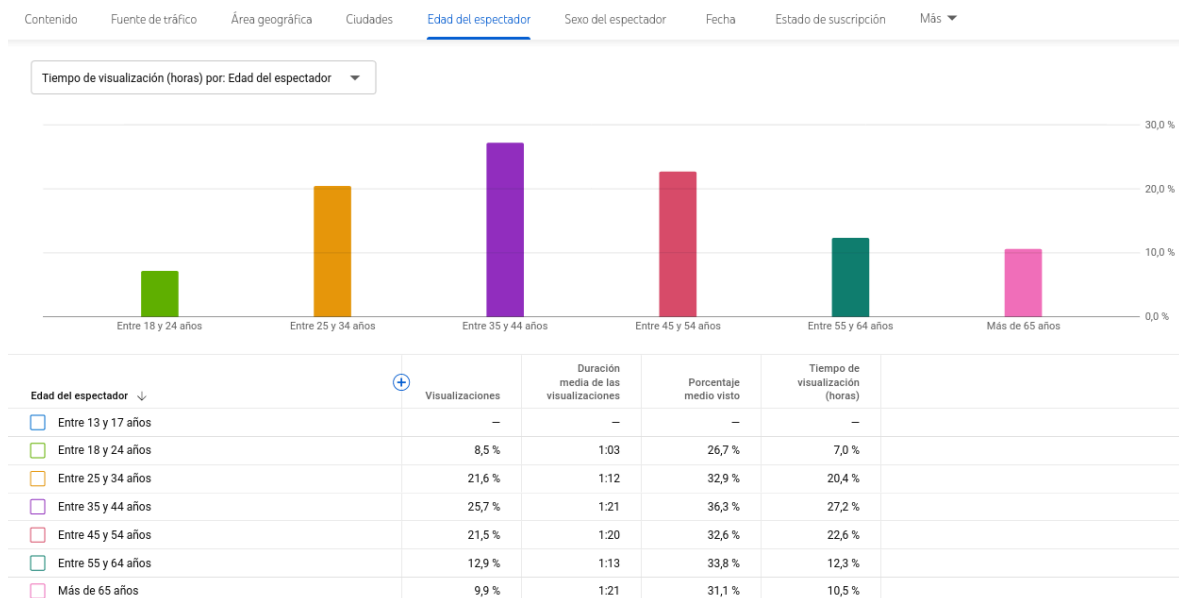 Contenido Fuente de tráfico Área geográfica Ciudades Edad del espectador Sexo del espectador Fecha Estado de suscripción Más
Tiempo de visualización (horas) por: Edad del espectador
30,0 %
20,0 %
10,0 %
0,0 %
Entre 18 y 24 años Entre 25 y 34 años Entre 35 y 44 años Entre 45 y 54 años Entre 55 y 64 años Más de 65 años
Edad del espectador ↓ Visualizaciones Duración media de las visualizaciones Porcentaje medio visto Tiempo de visualización (horas)
Entre 13 y 17 años — — — —
Entre 18 y 24 años 8,5 % 1:03 26,7 % 7,0 %
Entre 25 y 34 años 21,6 % 1:12 32,9 % 20,4 %
Entre 35 y 44 años 25,7 % 1:21 36,3 % 27,2 %
Entre 45 y 54 años 21,5 % 1:20 32,6 % 22,6 %
Entre 55 y 64 años 12,9 % 1:13 33,8 % 12,3 %
Más de 65 años 9,9 % 1:21 31,1 % 10,5 %